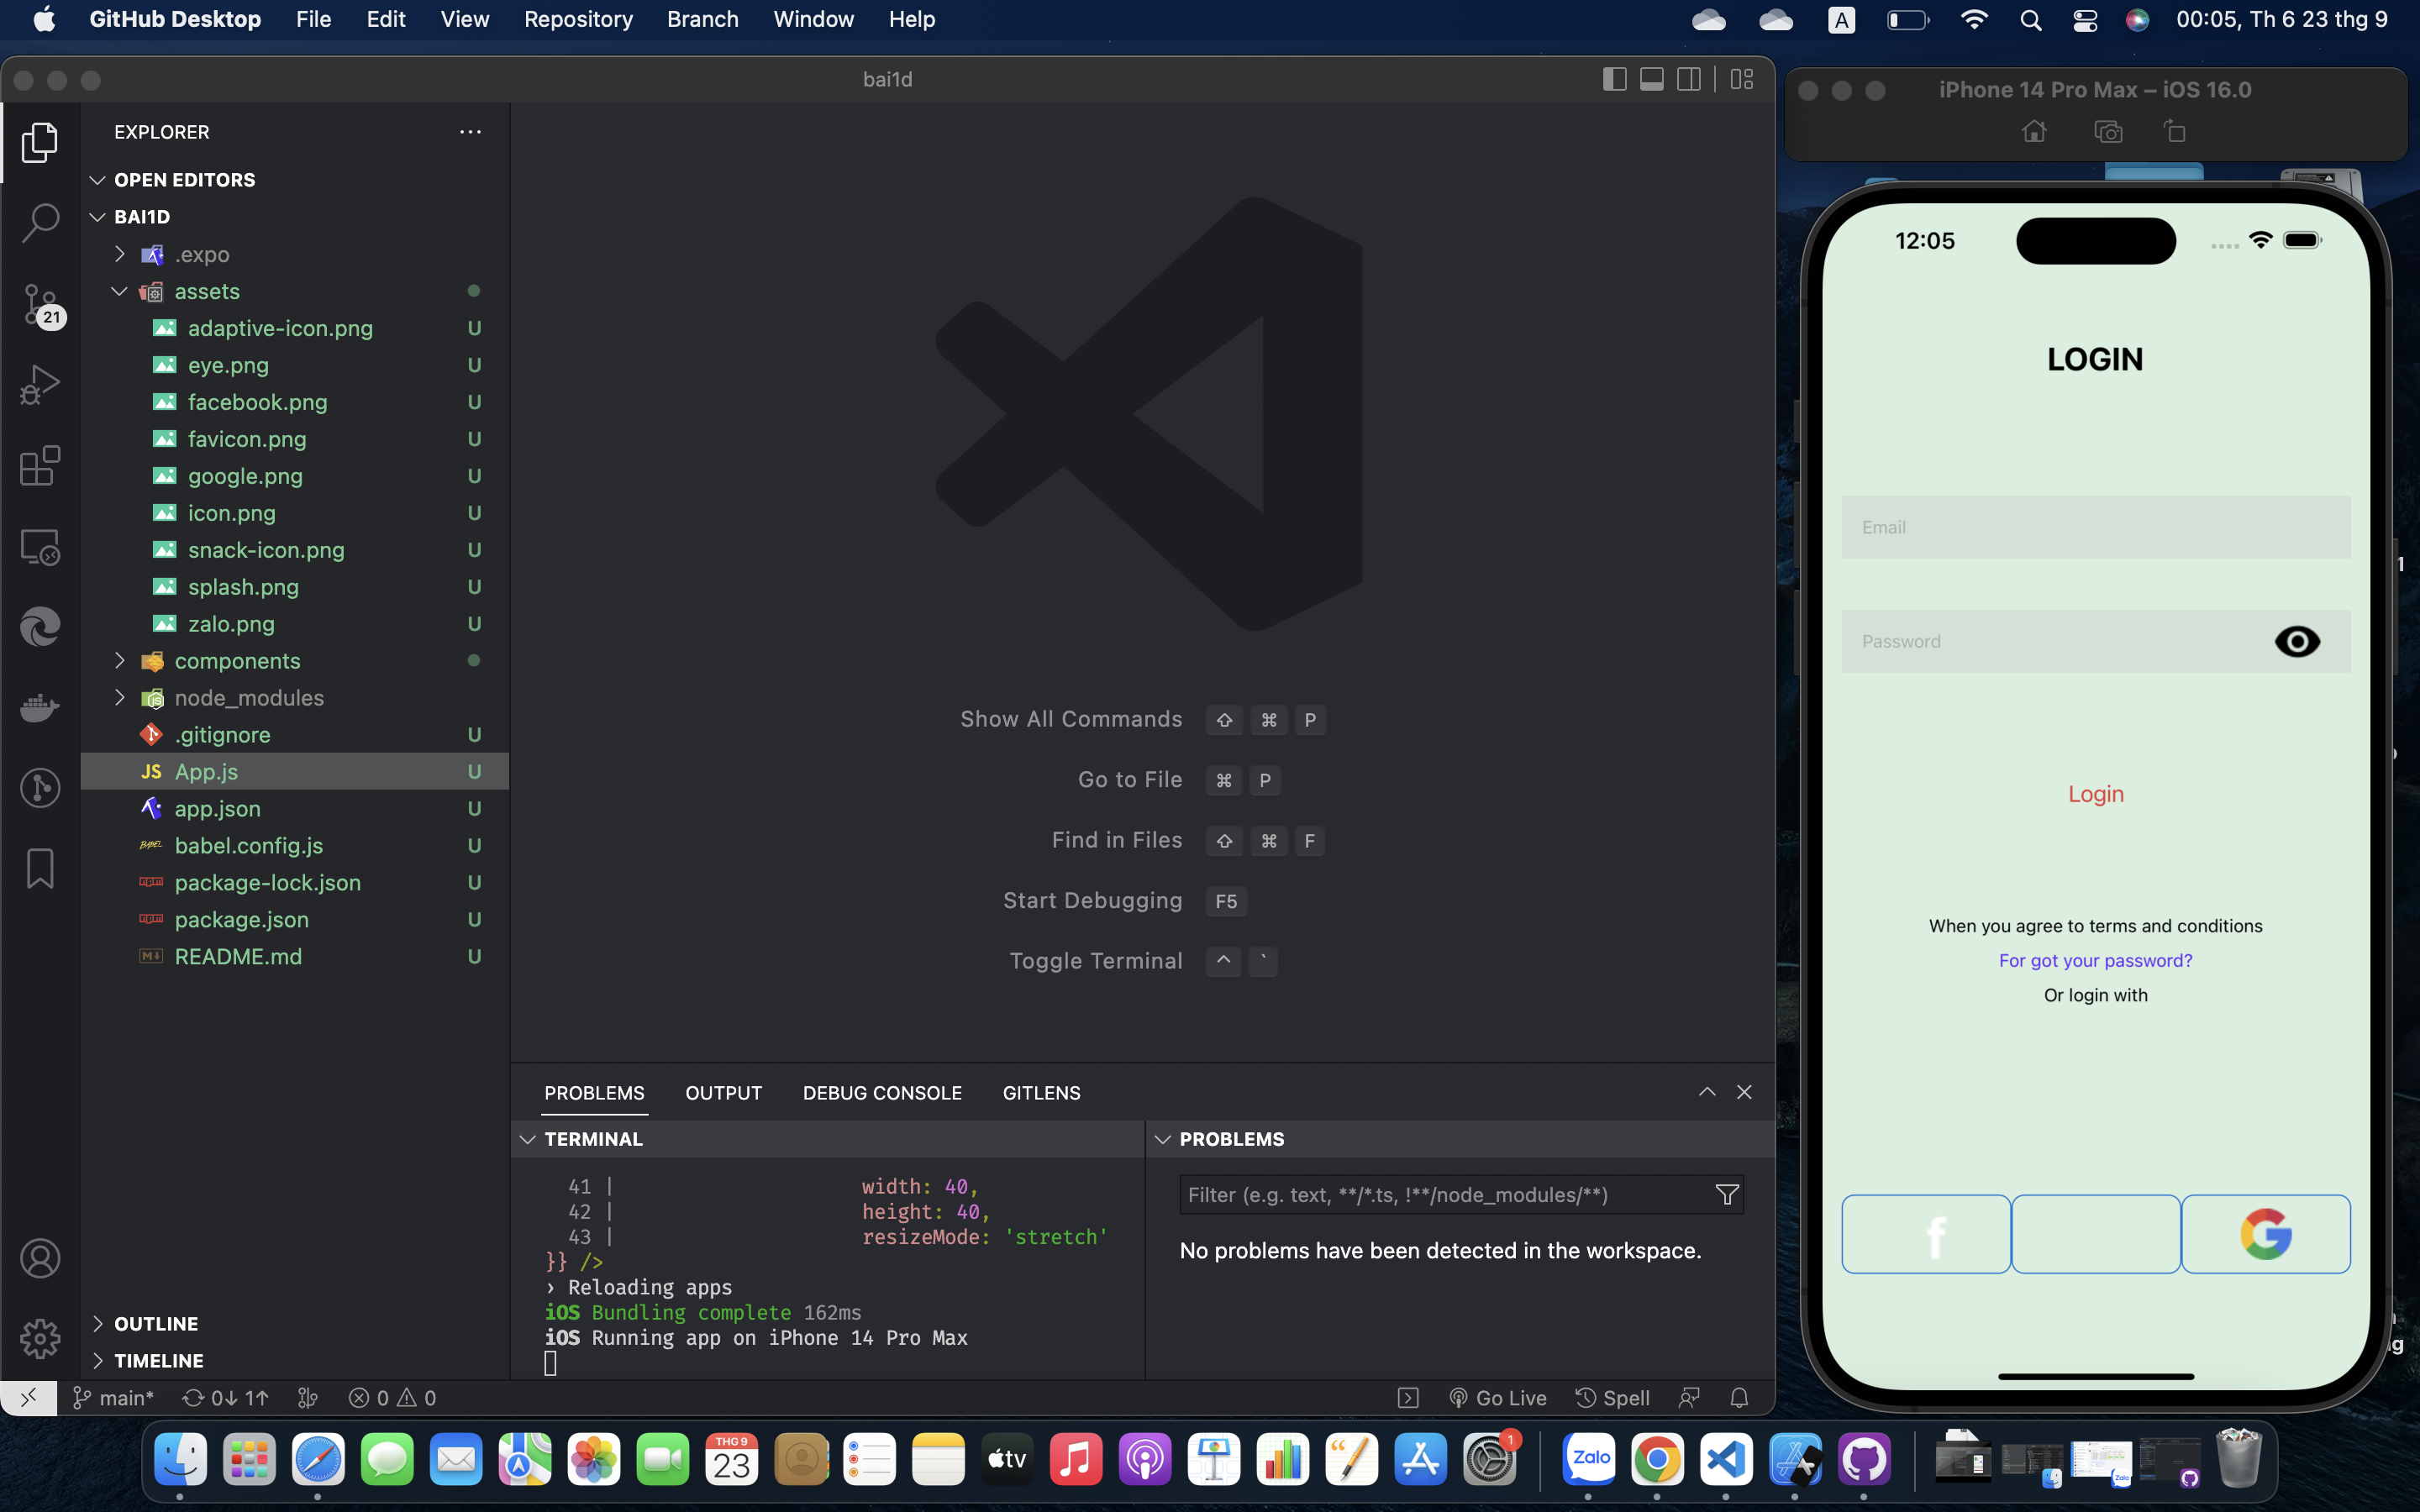 GitHub Desktop File Edit View Repository Branch Window Help
A
00:05, Th 6 23 thg 9
bai1d
EXPLORER
OPEN EDITORS
BAI1D
.expo
assets
adaptive-icon.png U
eye.png U
facebook.png U
favicon.png U
google.png U
icon.png U
snack-icon.png U
splash.png U
zalo.png U
components
node_modules
.gitignore U
JS App.js U
app.json U
BABEL babel.config.js U
package-lock.json U
package.json U
README.md U
21
OUTLINE
TIMELINE
Show All Commands ⇧ ⌘ P
Go to File ⌘ P
Find in Files ⇧ ⌘ F
Start Debugging F5
Toggle Terminal ^ `
PROBLEMS OUTPUT DEBUG CONSOLE GITLENS
TERMINAL
41 | width: 40,
42 | height: 40,
43 | resizeMode: 'stretch'
}} />
› Reloading apps
iOS Bundling complete 162ms
iOS Running app on iPhone 14 Pro Max
PROBLEMS
Filter (e.g. text, **/*.ts, !**/node_modules/**)
No problems have been detected in the workspace.
main* 0↓ 1↑ 0 0
Go Live Spell
iPhone 14 Pro Max – iOS 16.0
12:05
LOGIN
Email
Password
Login
When you agree to terms and conditions
For got your password?
Or login with
f
G
THG 9
23
tv
1
Zalo